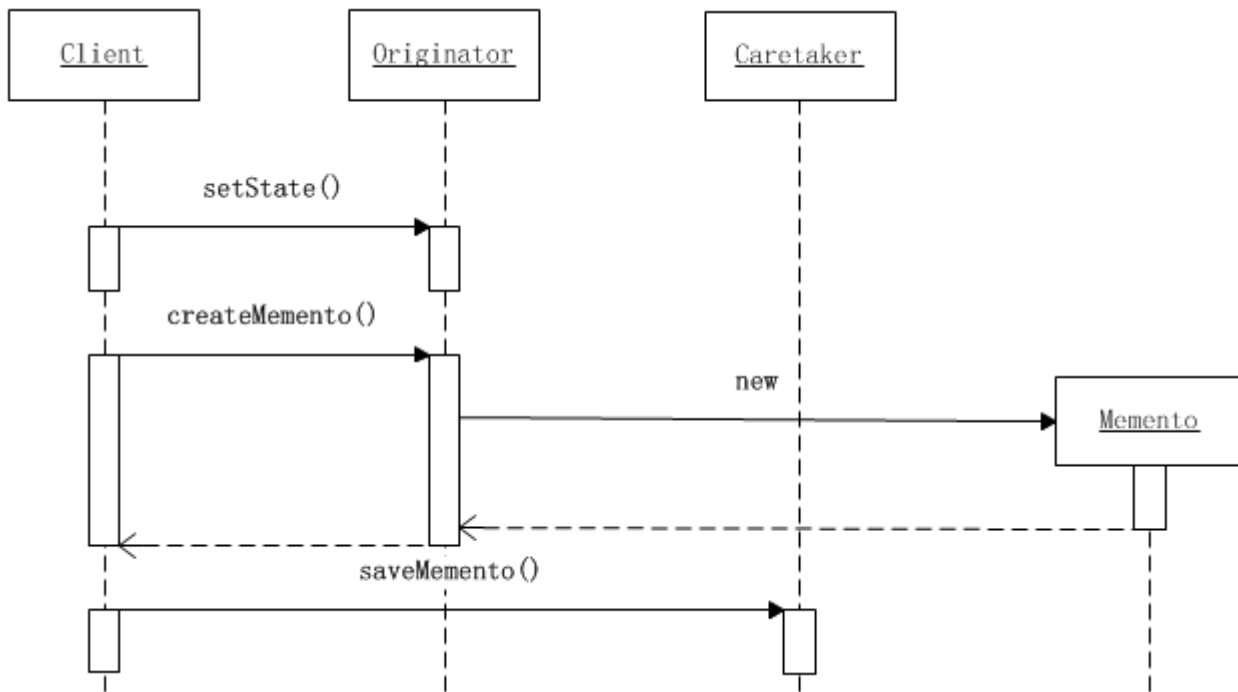 Client
Originator
Caretaker
setState()
createMemento()
new
Memento
saveMemento()